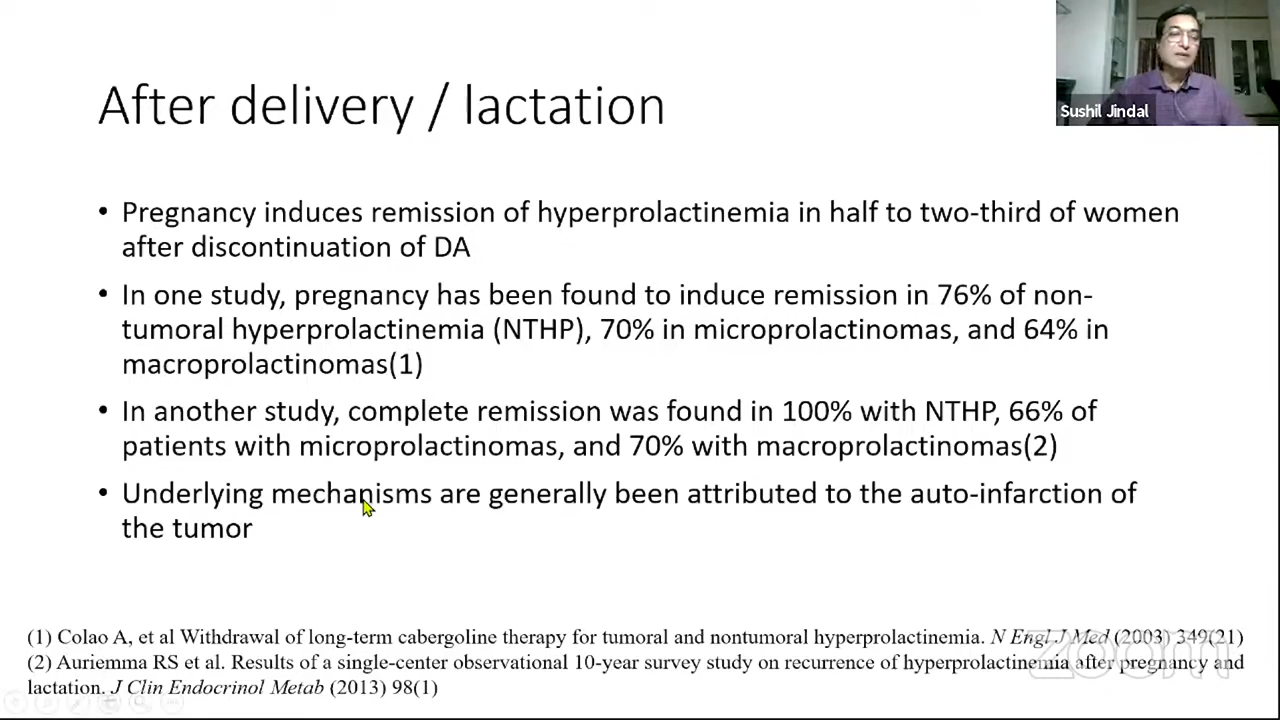 Sushil Jindal
After delivery / lactation
• Pregnancy induces remission of hyperprolactinemia in half to two-third of women
after discontinuation of DA
• In one study, pregnancy has been found to induce remission in 76% of non-
tumoral hyperprolactinemia (NTHP), 70% in microprolactinomas, and 64% in
macroprolactinomas(1)
• In another study, complete remission was found in 100% with NTHP, 66% of
patients with microprolactinomas, and 70% with macroprolactinomas(2)
• Underlying mechanisms are generally been attributed to the auto-infarction of
the tumor
(1) Colao A, et al Withdrawal of long-term cabergoline therapy for tumoral and nontumoral hyperprolactinemia. N Engl J Med (2003) 349(21)
(2) Auriemma RS et al. Results of a single-center observational 10-year survey study on recurrence of hyperprolactinemia after pregnancy and
lactation. J Clin Endocrinol Metab (2013) 98(1)
zoom